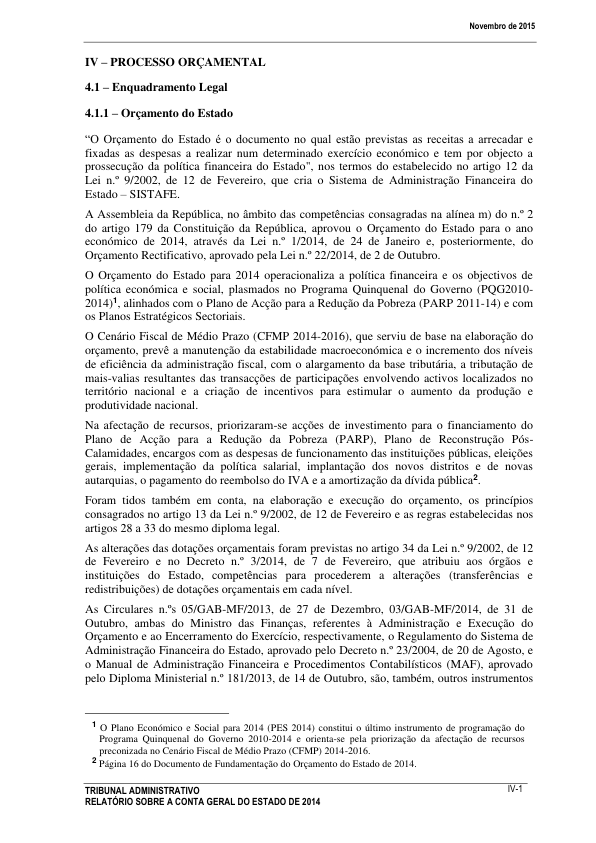 Novembro de 2015
IV – PROCESSO ORÇAMENTAL
4.1 – Enquadramento Legal
4.1.1 – Orçamento do Estado
“O Orçamento do Estado é o documento no qual estão previstas as receitas a arrecadar e
fixadas as despesas a realizar num determinado exercício económico e tem por objecto a
prossecução da política financeira do Estado", nos termos do estabelecido no artigo 12 da
Lei n.º 9/2002, de 12 de Fevereiro, que cria o Sistema de Administração Financeira do
Estado – SISTAFE.
A Assembleia da República, no âmbito das competências consagradas na alínea m) do n.º 2
do artigo 179 da Constituição da República, aprovou o Orçamento do Estado para o ano
económico de 2014, através da Lei n.º 1/2014, de 24 de Janeiro e, posteriormente, do
Orçamento Rectificativo, aprovado pela Lei n.º 22/2014, de 2 de Outubro.
O Orçamento do Estado para 2014 operacionaliza a política financeira e os objectivos de
política económica e social, plasmados no Programa Quinquenal do Governo (PQG2010-
2014)1, alinhados com o Plano de Acção para a Redução da Pobreza (PARP 2011-14) e com
os Planos Estratégicos Sectoriais.
O Cenário Fiscal de Médio Prazo (CFMP 2014-2016), que serviu de base na elaboração do
orçamento, prevê a manutenção da estabilidade macroeconómica e o incremento dos níveis
de eficiência da administração fiscal, com o alargamento da base tributária, a tributação de
mais-valias resultantes das transacções de participações envolvendo activos localizados no
território nacional e a criação de incentivos para estimular o aumento da produção e
produtividade nacional.
Na afectação de recursos, priorizaram-se acções de investimento para o financiamento do
Plano de Acção para a Redução da Pobreza (PARP), Plano de Reconstrução Pós-
Calamidades, encargos com as despesas de funcionamento das instituições públicas, eleições
gerais, implementação da política salarial, implantação dos novos distritos e de novas
autarquias, o pagamento do reembolso do IVA e a amortização da dívida pública2.
Foram tidos também em conta, na elaboração e execução do orçamento, os princípios
consagrados no artigo 13 da Lei n.º 9/2002, de 12 de Fevereiro e as regras estabelecidas nos
artigos 28 a 33 do mesmo diploma legal.
As alterações das dotações orçamentais foram previstas no artigo 34 da Lei n.º 9/2002, de 12
de Fevereiro e no Decreto n.º 3/2014, de 7 de Fevereiro, que atribuiu aos órgãos e
instituições do Estado, competências para procederem a alterações (transferências e
redistribuições) de dotações orçamentais em cada nível.
As Circulares n.ºs 05/GAB-MF/2013, de 27 de Dezembro, 03/GAB-MF/2014, de 31 de
Outubro, ambas do Ministro das Finanças, referentes à Administração e Execução do
Orçamento e ao Encerramento do Exercício, respectivamente, o Regulamento do Sistema de
Administração Financeira do Estado, aprovado pelo Decreto n.º 23/2004, de 20 de Agosto, e
o Manual de Administração Financeira e Procedimentos Contabilísticos (MAF), aprovado
pelo Diploma Ministerial n.º 181/2013, de 14 de Outubro, são, também, outros instrumentos
1 O Plano Económico e Social para 2014 (PES 2014) constitui o último instrumento de programação do
Programa Quinquenal do Governo 2010-2014 e orienta-se pela priorização da afectação de recursos
preconizada no Cenário Fiscal de Médio Prazo (CFMP) 2014-2016.
2 Página 16 do Documento de Fundamentação do Orçamento do Estado de 2014.
TRIBUNAL ADMINISTRATIVO
IV-1
RELATÓRIO SOBRE A CONTA GERAL DO ESTADO DE 2014